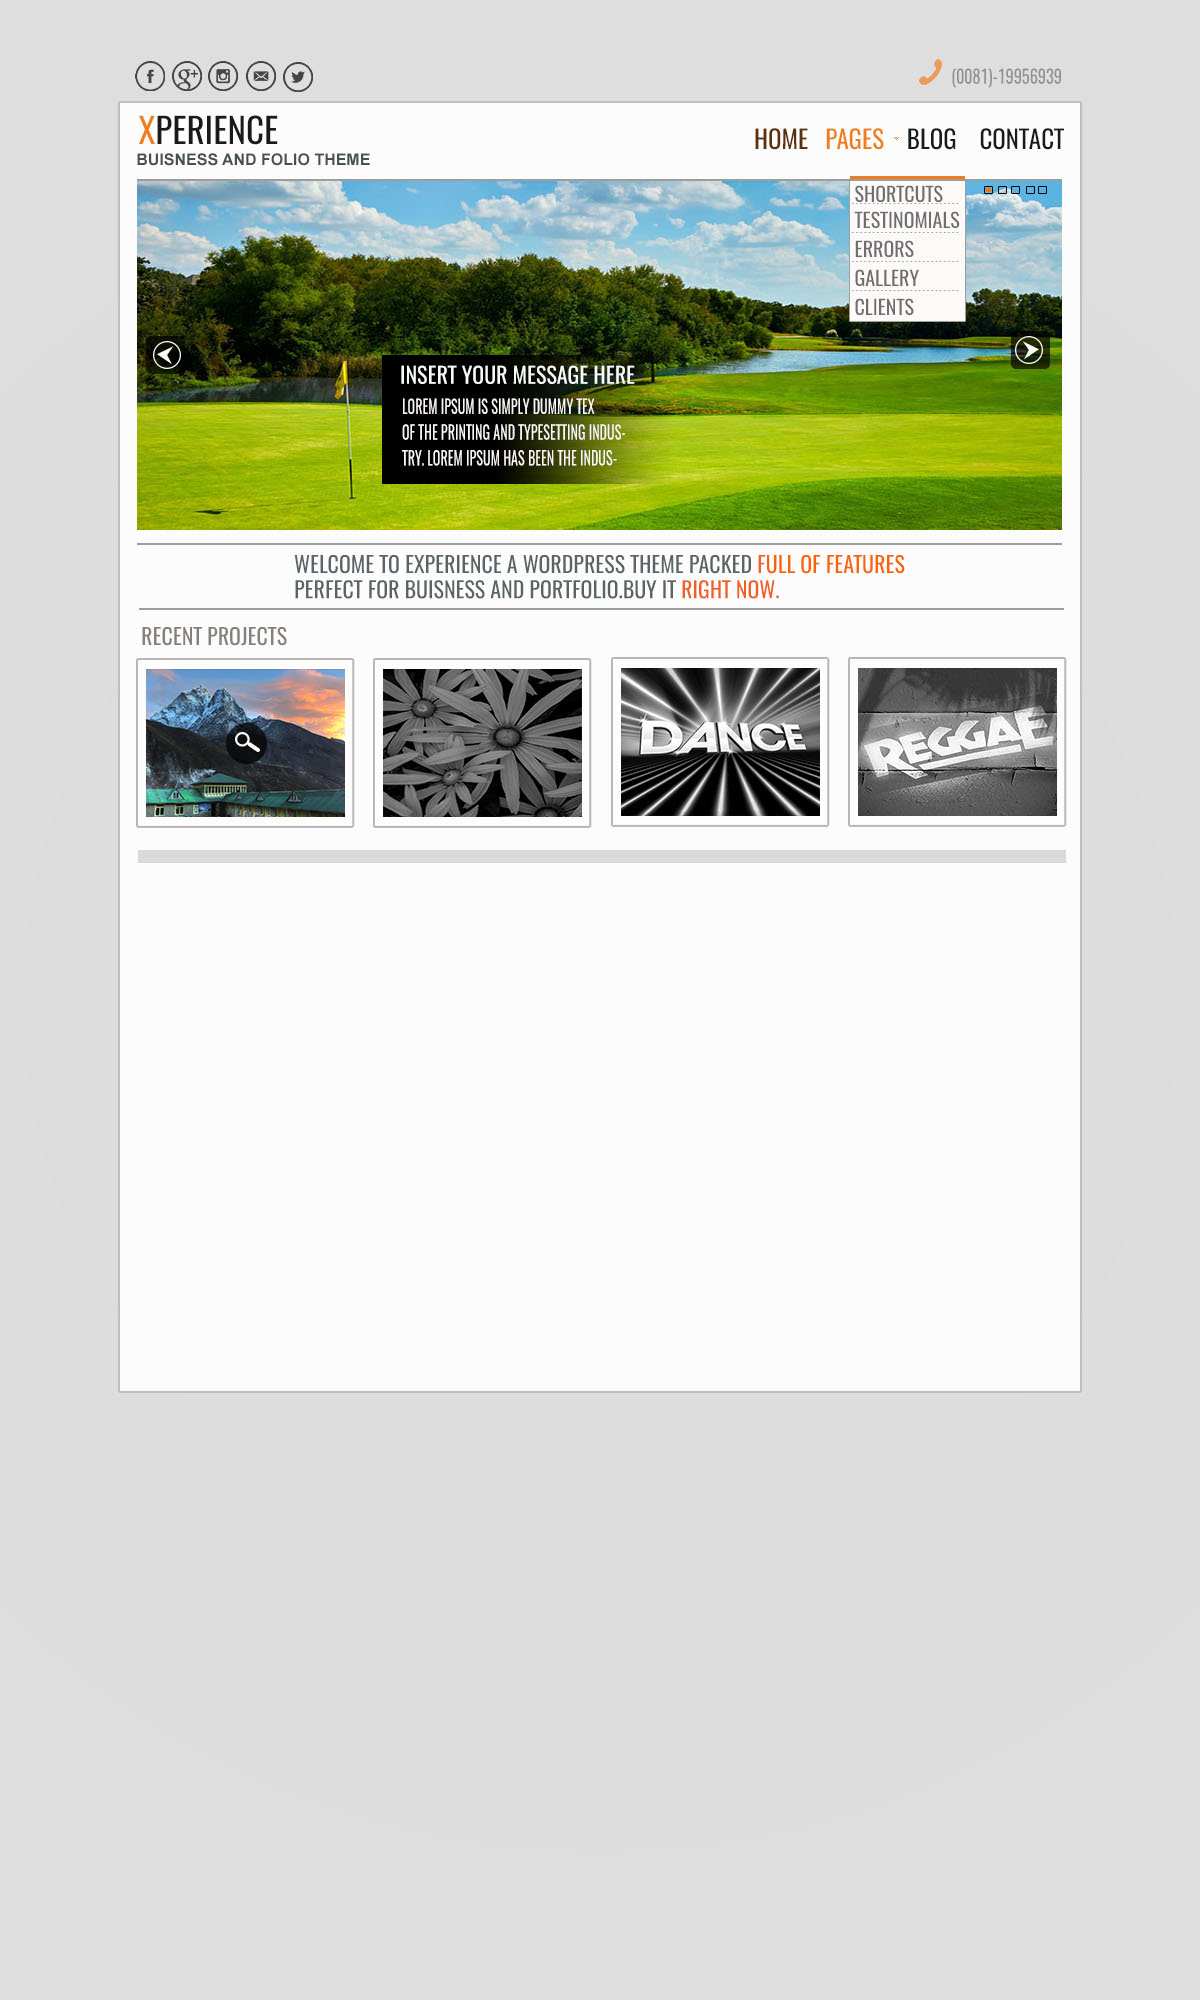 (0081)-19956939
XPERIENCE
BUISNESS AND FOLIO THEME
HOME PAGES BLOG CONTACT
SHORTCUTS
TESTINOMIALS
ERRORS
GALLERY
CLIENTS
INSERT YOUR MESSAGE HERE
LOREM IPSUM IS SIMPLY DUMMY TEX
OF THE PRINTING AND TYPESETTING INDUS-
TRY. LOREM IPSUM HAS BEEN THE INDUS-
WELCOME TO EXPERIENCE A WORDPRESS THEME PACKED FULL OF FEATURES
PERFECT FOR BUISNESS AND PORTFOLIO.BUY IT RIGHT NOW.
RECENT PROJECTS
DANCE
REGGAE